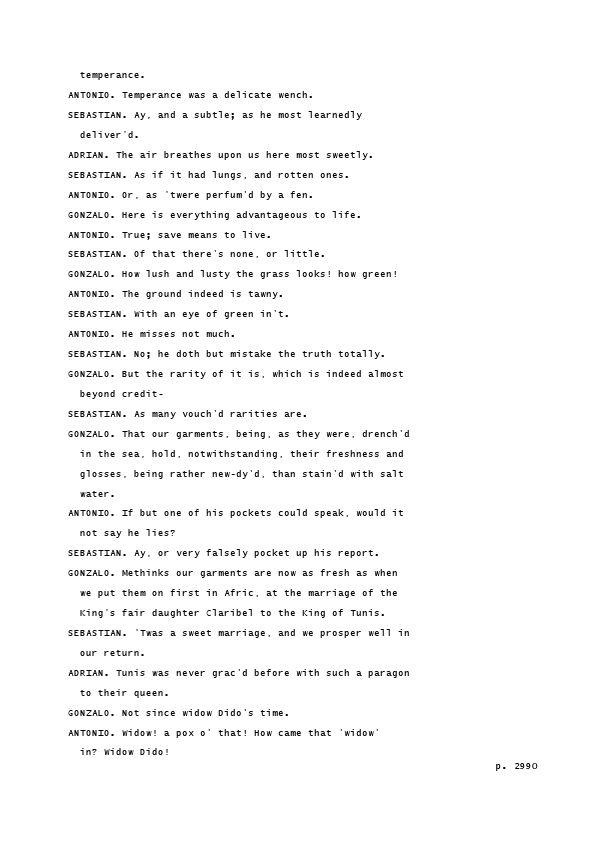 temperance.
ANTONIO. Temperance was a delicate wench.
SEBASTIAN. Ay, and a subtle; as he most learnedly
deliver'd.
ADRIAN. The air breathes upon us here most sweetly.
SEBASTIAN. As if it had lungs, and rotten ones.
ANTONIO. Or, as 'twere perfum'd by a fen.
GONZALO. Here is everything advantageous to life.
ANTONIO. True; save means to live.
SEBASTIAN. Of that there's none, or little.
GONZALO. How lush and lusty the grass looks! how green!
ANTONIO. The ground indeed is tawny.
SEBASTIAN. With an eye of green in't.
ANTONIO. He misses not much.
SEBASTIAN. No; he doth but mistake the truth totally.
GONZALO. But the rarity of it is, which is indeed almost
beyond credit-
SEBASTIAN. As many vouch'd rarities are.
GONZALO. That our garments, being, as they were, drench'd
in the sea, hold, notwithstanding, their freshness and
glosses, being rather new-dy'd, than stain'd with salt
water.
ANTONIO. If but one of his pockets could speak, would it
not say he lies?
SEBASTIAN. Ay, or very falsely pocket up his report.
GONZALO. Methinks our garments are now as fresh as when
we put them on first in Afric, at the marriage of the
King's fair daughter Claribel to the King of Tunis.
SEBASTIAN. 'Twas a sweet marriage, and we prosper well in
our return.
ADRIAN. Tunis was never grac'd before with such a paragon
to their queen.
GONZALO. Not since widow Dido's time.
ANTONIO. Widow! a pox o' that! How came that 'widow'
in? Widow Dido!
p. 2990